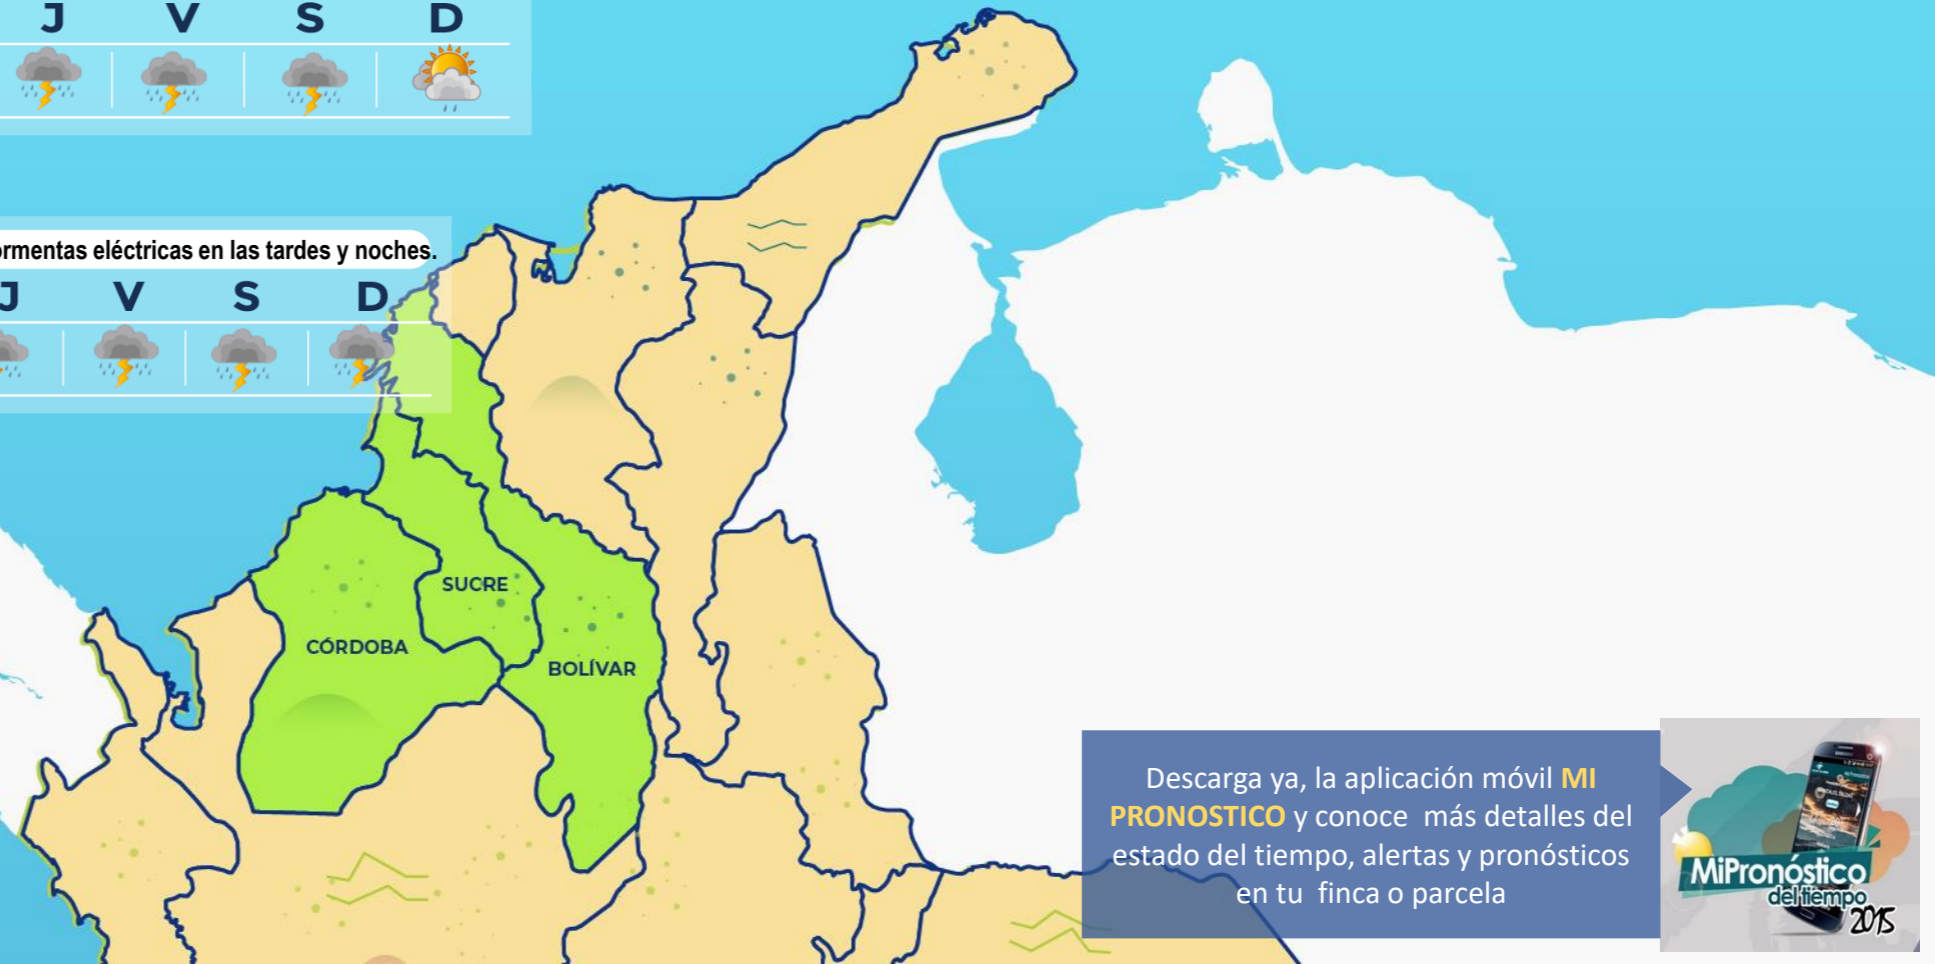 J V S D
ormentas eléctricas en las tardes y noches.
J V S D
SUCRE
CÓRDOBA
BOLÍVAR
Descarga ya, la aplicación móvil MI
PRONOSTICO y conoce más detalles del
estado del tiempo, alertas y pronósticos
en tu finca o parcela
MiPronóstico
del tiempo
2015